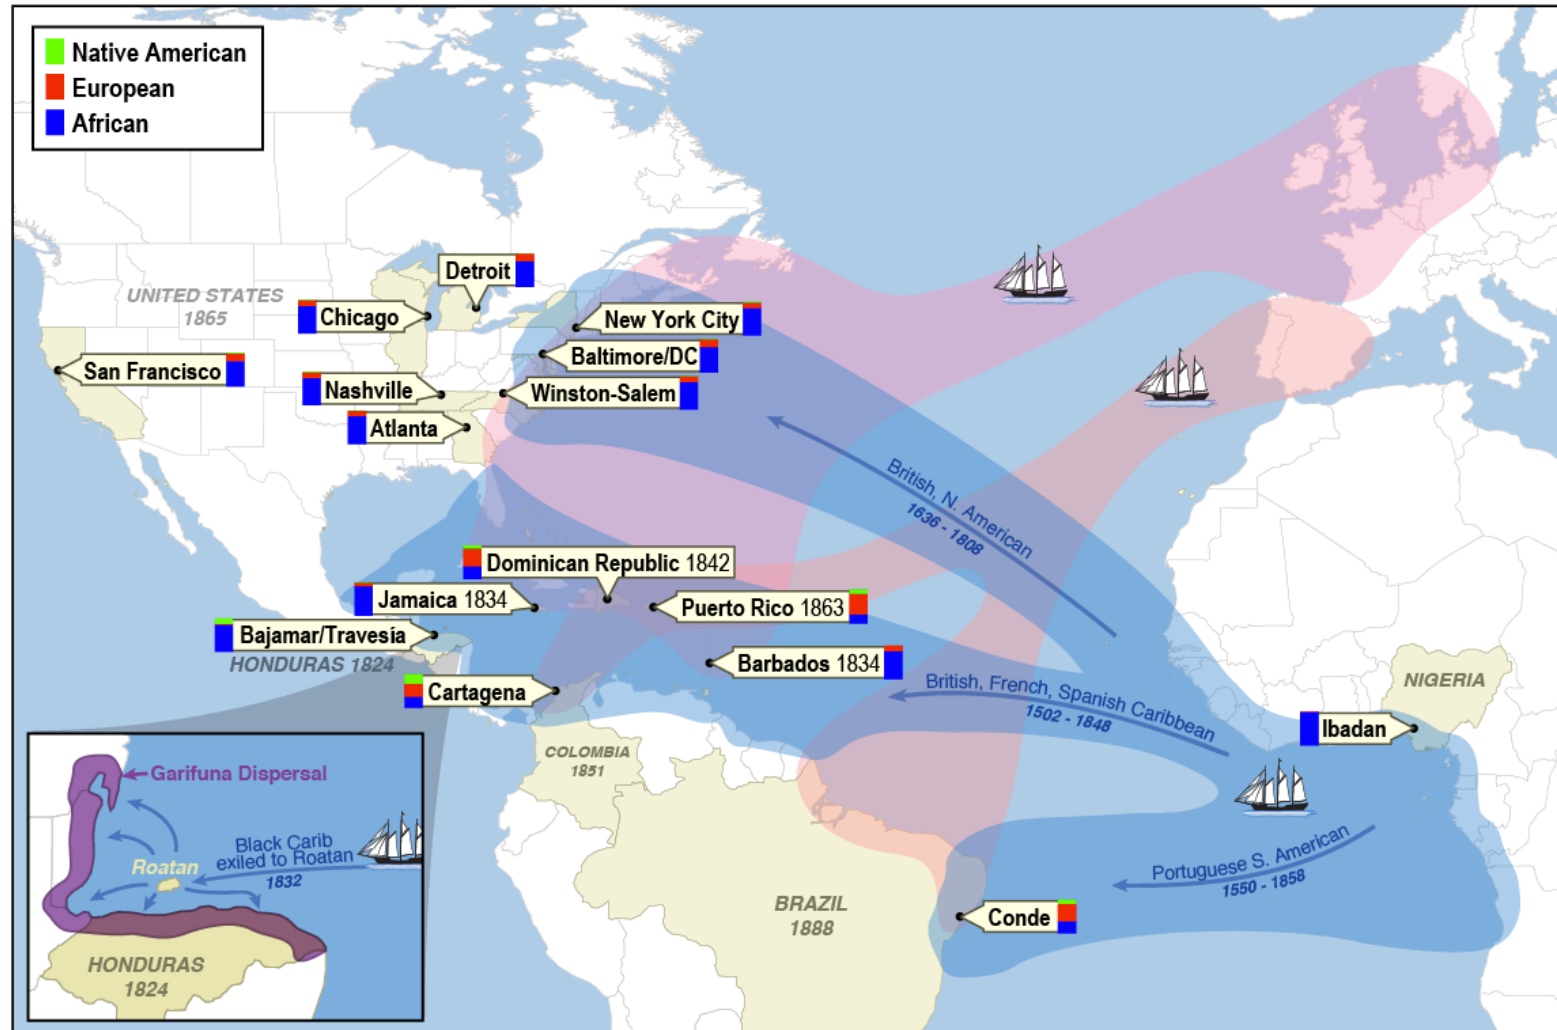 Native American
European
African
UNITED STATES
1865
Detroit
Chicago
New York City
Baltimore/DC
San Francisco
Nashville
Winston-Salem
Atlanta
British, N. American
1636 - 1808
Dominican Republic 1842
Jamaica 1834
Puerto Rico 1863
Bajamar/Travesía
HONDURAS 1824
Barbados 1834
Cartagena
British, French, Spanish Caribbean
1502 - 1848
NIGERIA
Ibadan
COLOMBIA
1851
Portuguese S. American
1550 - 1858
BRAZIL
1888
Conde
Garifuna Dispersal
Black Carib
exiled to Roatan
1832
Roatan
HONDURAS
1824